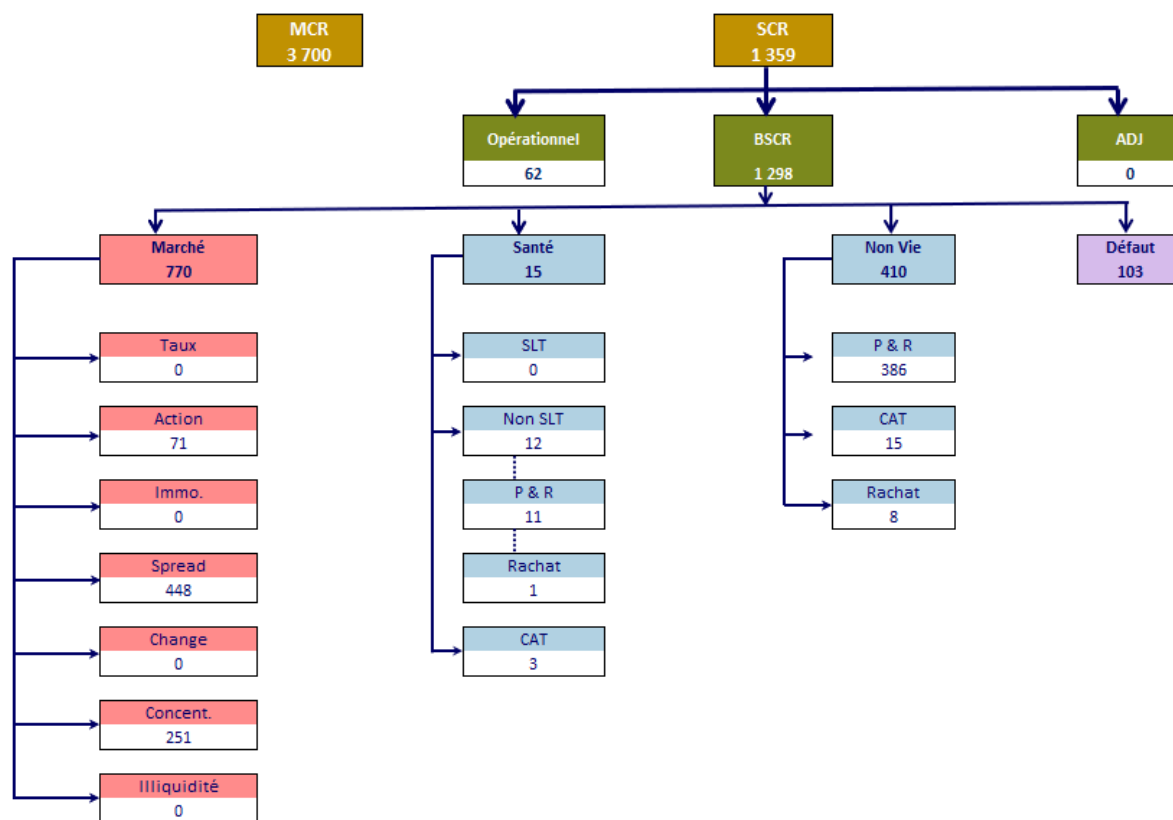 MCR
3 700
SCR
1 359
Opérationnel
62
BSCR
1 298
ADJ
0
Marché
770
Santé
15
Non Vie
410
Défaut
103
Taux
0
Action
71
Immo.
0
Spread
448
Change
0
Concent.
251
Illiquidité
0
SLT
0
Non SLT
12
P & R
11
Rachat
1
CAT
3
P & R
386
CAT
15
Rachat
8